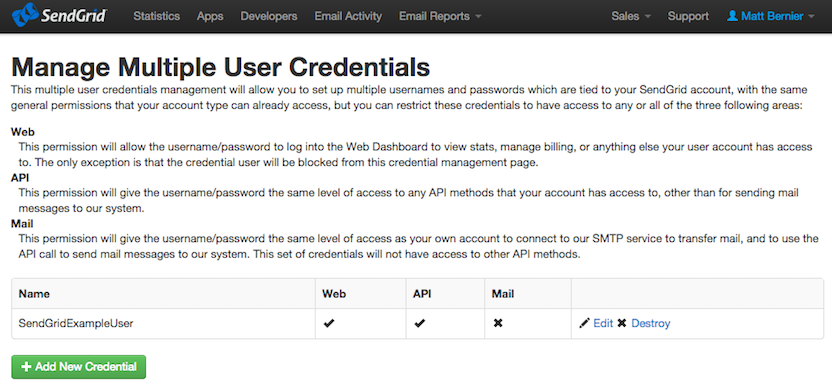 SendGrid Statistics Apps Developers Email Activity Email Reports Sales Support Matt Bernier
Manage Multiple User Credentials
This multiple user credentials management will allow you to set up multiple usernames and passwords which are tied to your SendGrid account, with the same
general permissions that your account type can already access, but you can restrict these credentials to have access to any or all of the three following areas:
Web
This permission will allow the username/password to log into the Web Dashboard to view stats, manage billing, or anything else your user account has access
to. The only exception is that the credential user will be blocked from this credential management page.
API
This permission will give the username/password the same level of access to any API methods that your account has access to, other than for sending mail
messages to our system.
Mail
This permission will give the username/password the same level of access as your own account to connect to our SMTP service to transfer mail, and to use the
API call to send mail messages to our system. This set of credentials will not have access to other API methods.
Name Web API Mail
SendGridExampleUser ✔ ✔ ✖ Edit ✖ Destroy
+ Add New Credential